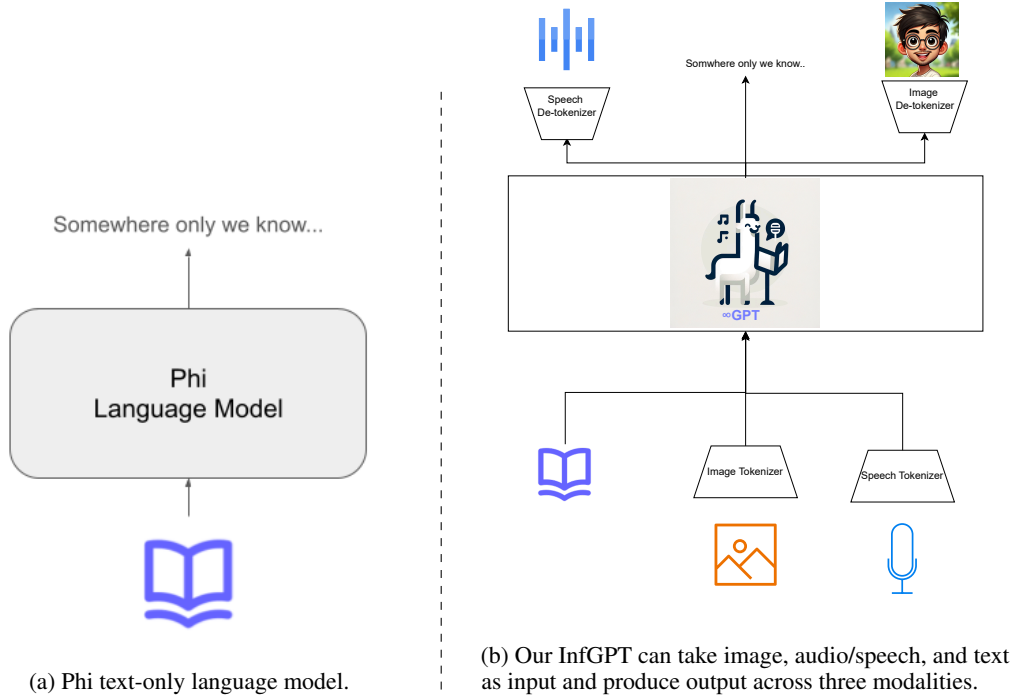 Somewhere only we know...
Phi
Language Model
(a) Phi text-only language model.
Somwhere only we know..
Speech
De-tokenizer
Image
De-tokenizer
∞GPT
Image Tokenizer
Speech Tokenizer
(b) Our InfGPT can take image, audio/speech, and text
as input and produce output across three modalities.